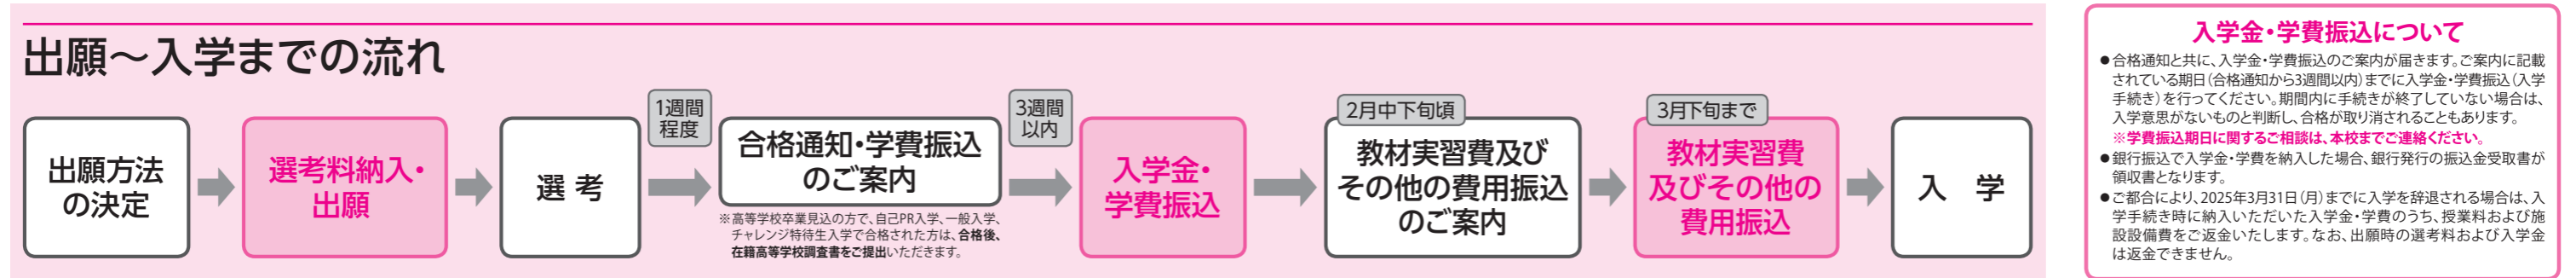 出願～入学までの流れ
出願方法
の決定
選考料納入・
出願
選 考
1週間
程度
合格通知・学費振込
のご案内
※高等学校卒業見込の方で、自己PR入学、一般入学、
チャレンジ特待生入学で合格された方は、合格後、
在籍高等学校調査書をご提出いただきます。
3週間
以内
入学金・
学費振込
2月中下旬頃
教材実習費及び
その他の費用振込
のご案内
3月下旬まで
教材実習費
及びその他の
費用振込
入 学
入学金・学費振込について
●合格通知と共に、入学金・学費振込のご案内が届きます。ご案内に記載
されている期日(合格通知から3週間以内)までに入学金・学費振込(入学
手続き)を行ってください。期間内に手続きが終了していない場合は、
入学意思がないものと判断し、合格が取り消されることもあります。
※学費振込期日に関するご相談は、本校までご連絡ください。
●銀行振込で入学金・学費を納入した場合、銀行発行の振込金受取書が
領収書となります。
●ご都合により、2025年3月31日(月)までに入学を辞退される場合は、入
学手続き時に納入いただいた入学金・学費のうち、授業料および施
設設備費をご返金いたします。なお、出願時の選考料および入学金
は返金できません。